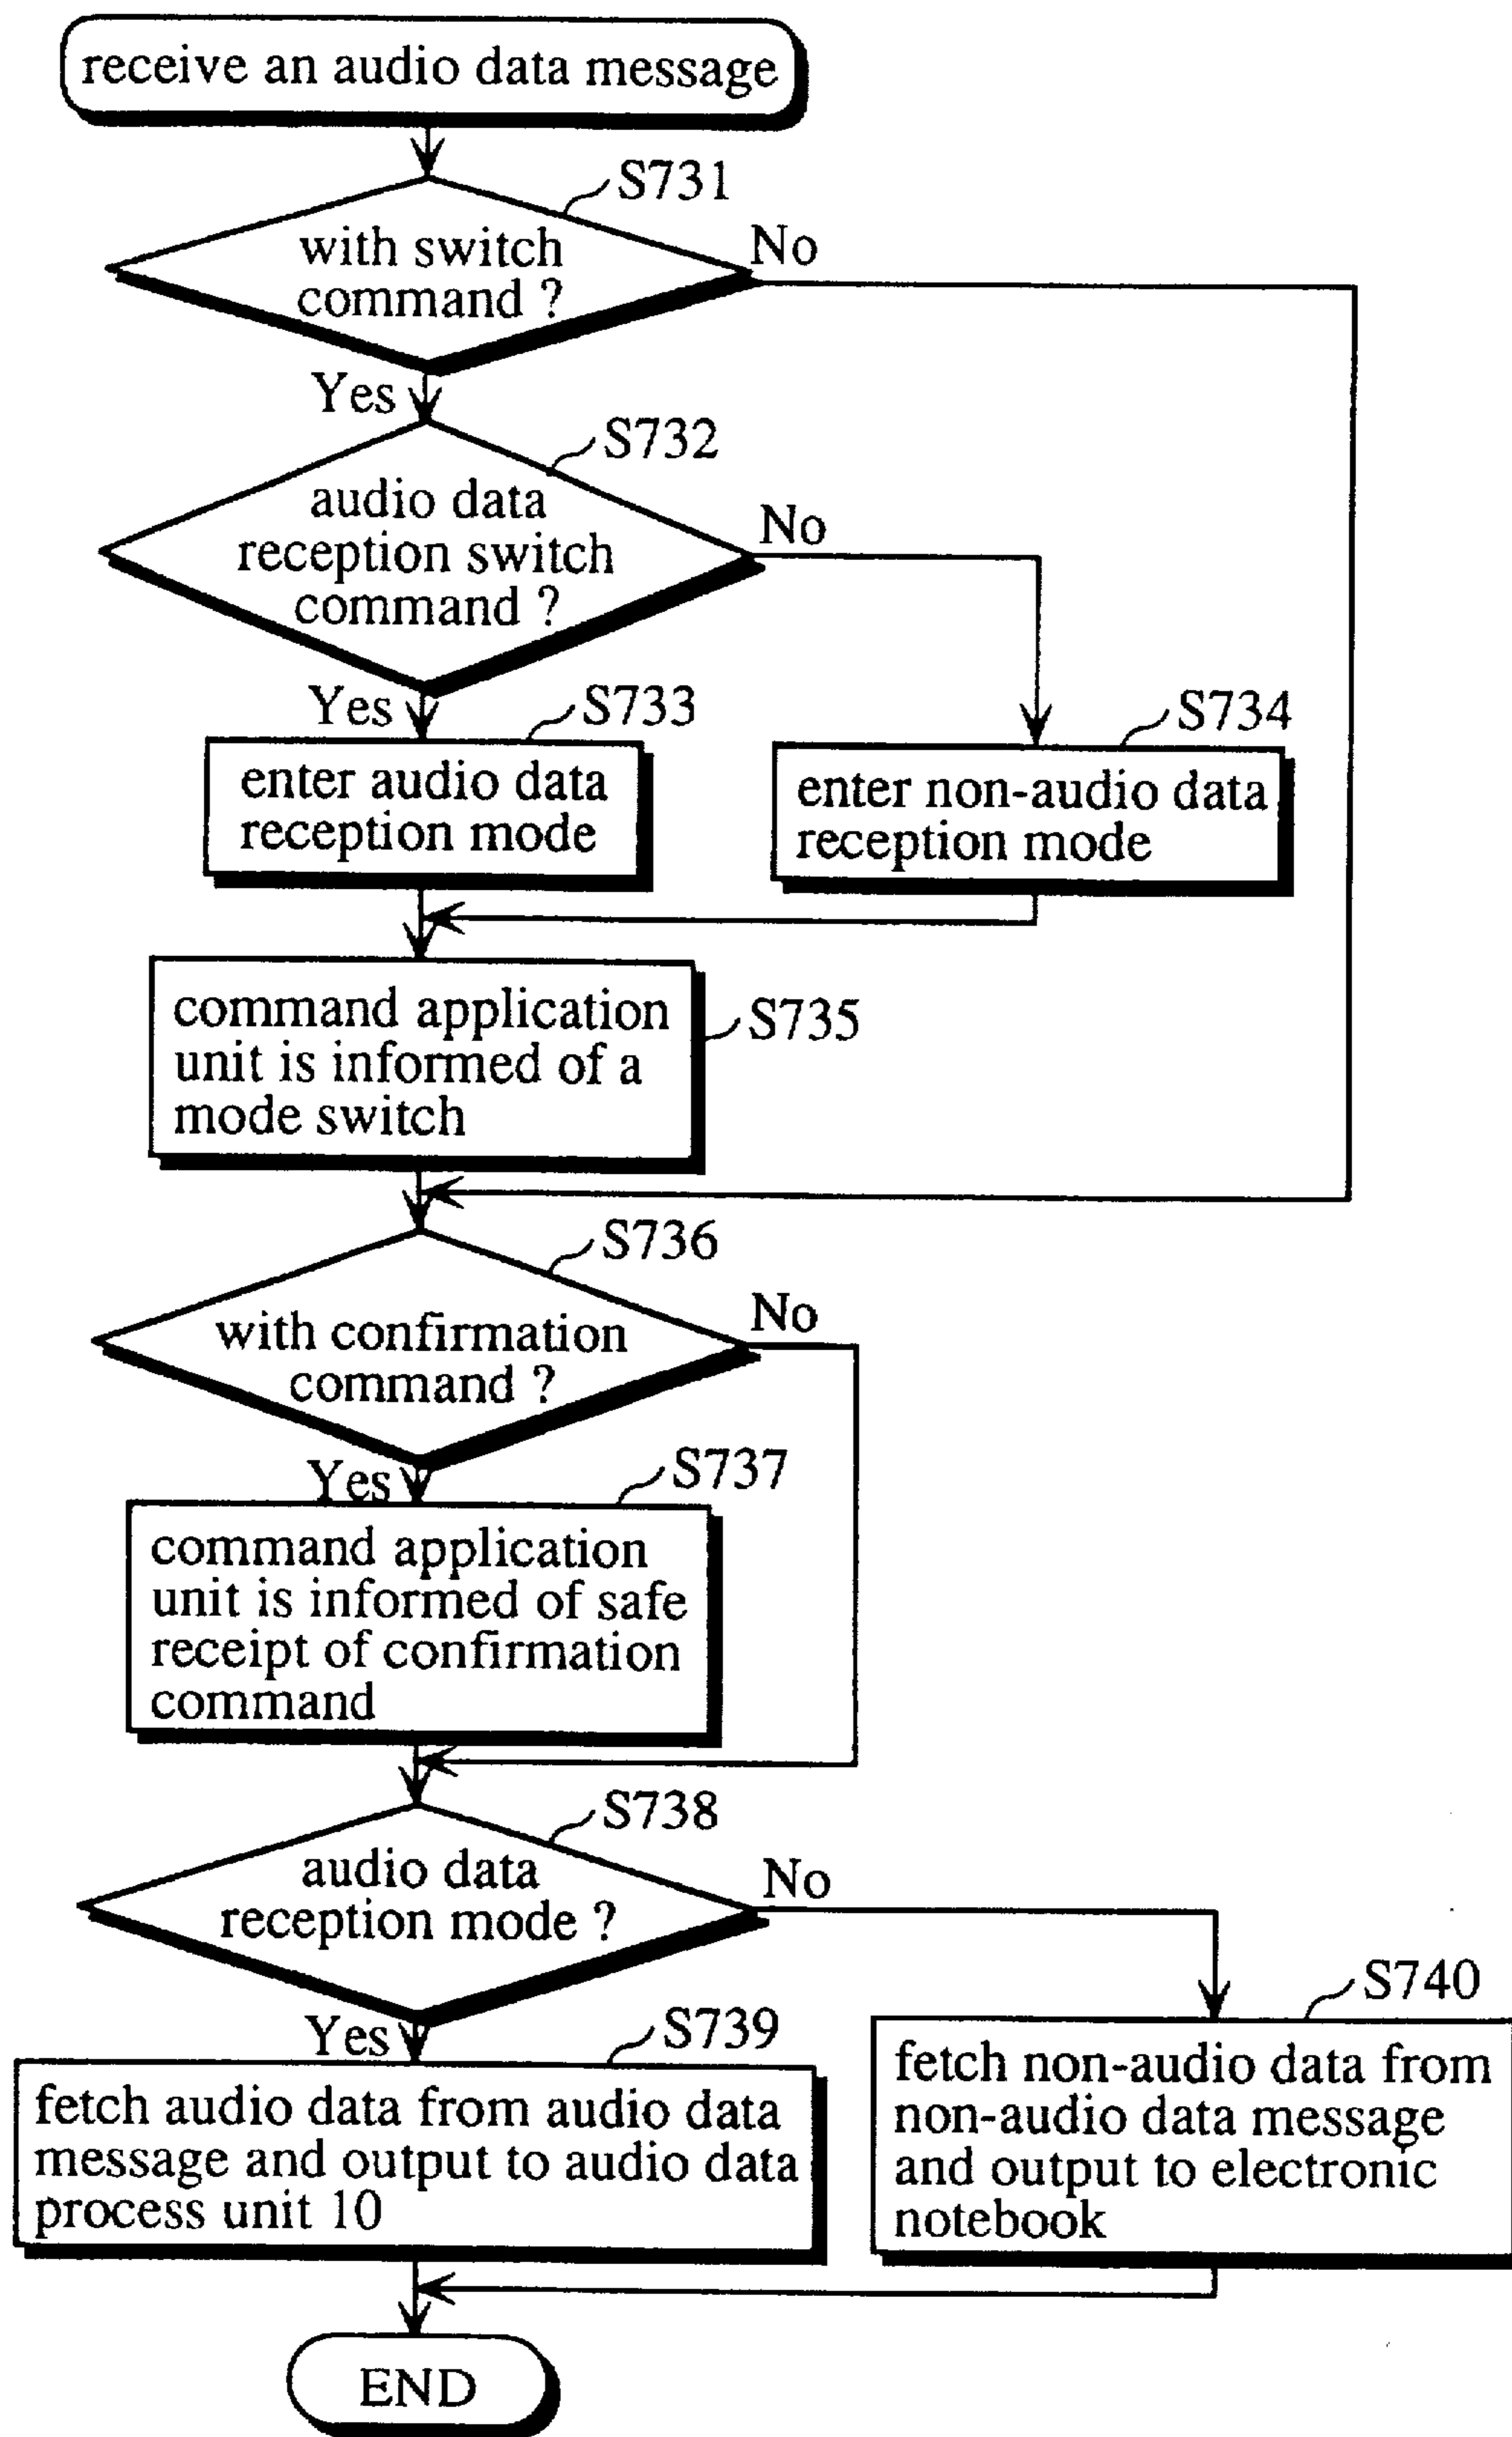 receive an audio data message
S731
with switch
command ?
No
Yes
S732
audio data
reception switch
command ?
No
Yes
S733
enter audio data
reception mode
S734
enter non-audio data
reception mode
command application
unit is informed of a
mode switch
S735
S736
with confirmation
command ?
No
Yes
S737
command application
unit is informed of safe
receipt of confirmation
command
S738
audio data
reception mode ?
No
Yes
S739
fetch audio data from audio data
message and output to audio data
process unit 10
S740
fetch non-audio data from
non-audio data message
and output to electronic
notebook
END